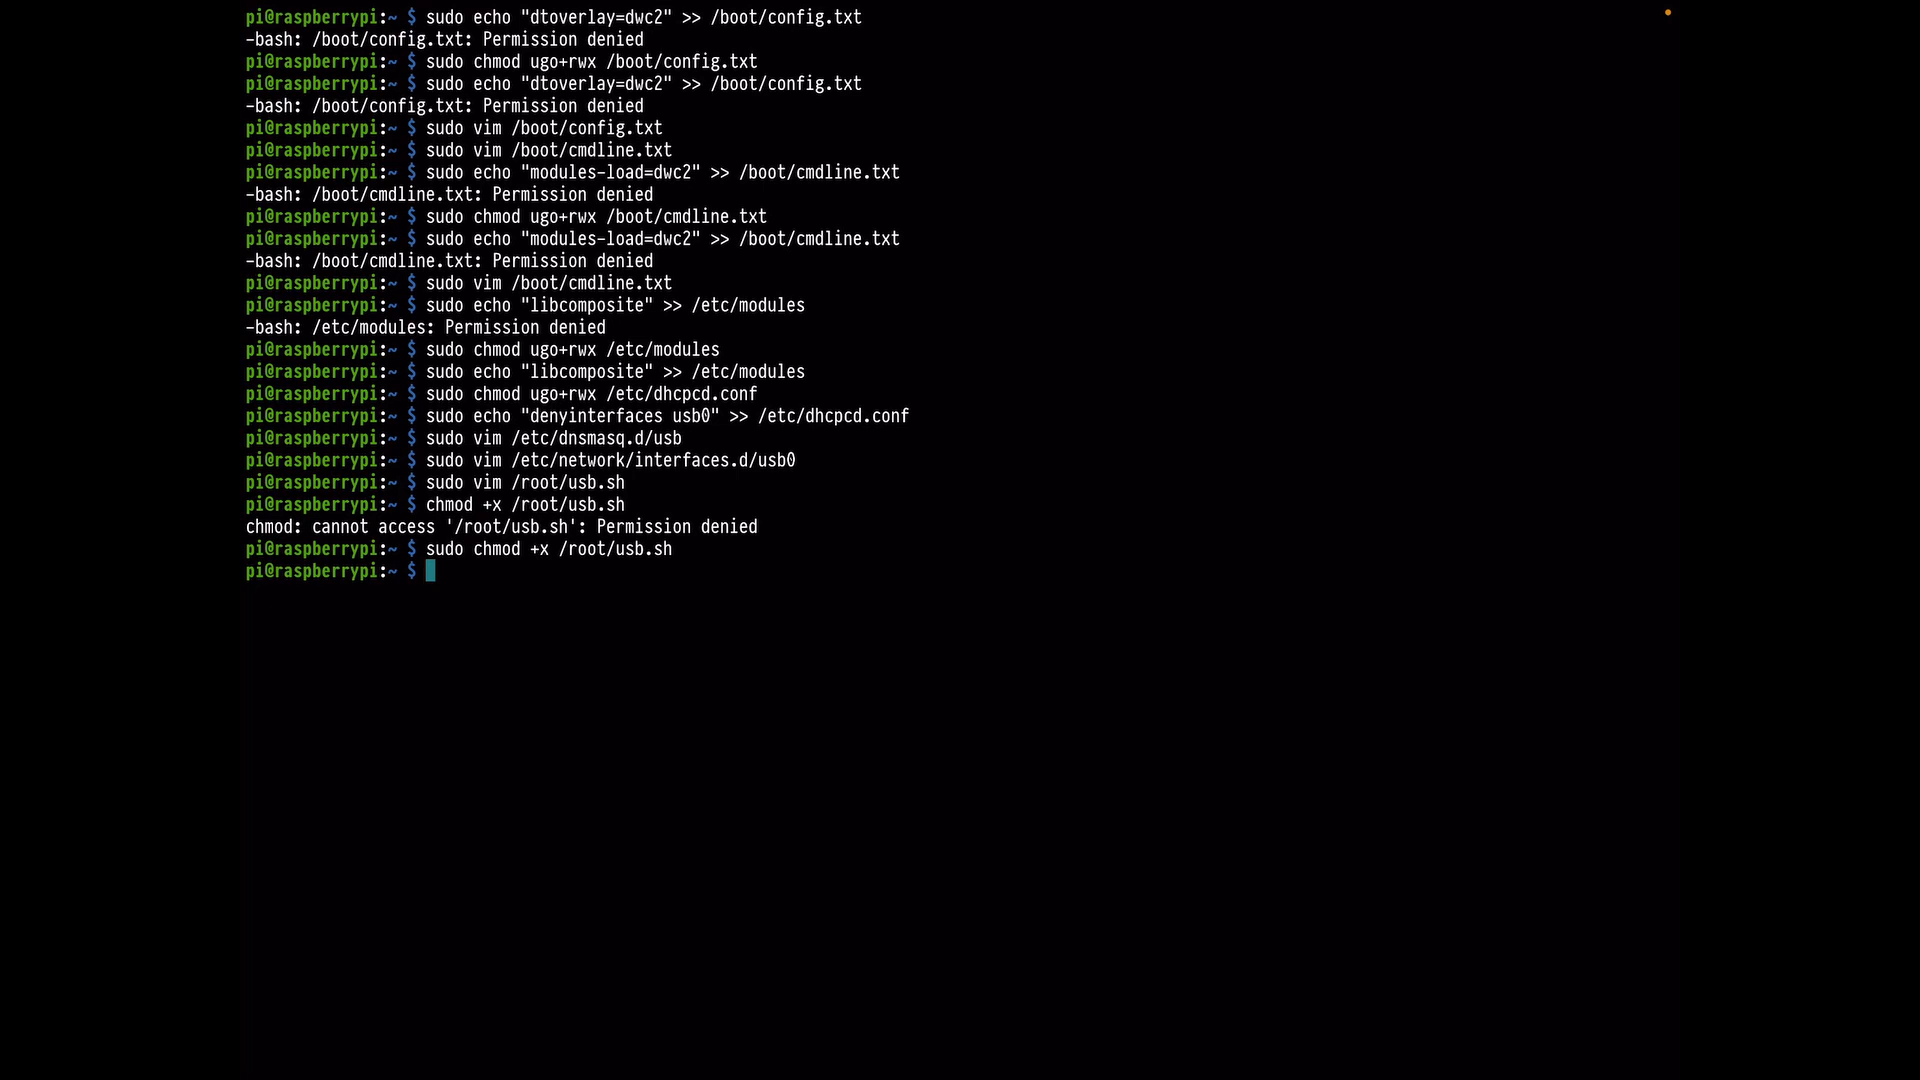 pi@raspberrypi:~ $ sudo echo "dtoverlay=dwc2" >> /boot/config.txt
-bash: /boot/config.txt: Permission denied
pi@raspberrypi:~ $ sudo chmod ugo+rwx /boot/config.txt
pi@raspberrypi:~ $ sudo echo "dtoverlay=dwc2" >> /boot/config.txt
-bash: /boot/config.txt: Permission denied
pi@raspberrypi:~ $ sudo vim /boot/config.txt
pi@raspberrypi:~ $ sudo vim /boot/cmdline.txt
pi@raspberrypi:~ $ sudo echo "modules-load=dwc2" >> /boot/cmdline.txt
-bash: /boot/cmdline.txt: Permission denied
pi@raspberrypi:~ $ sudo chmod ugo+rwx /boot/cmdline.txt
pi@raspberrypi:~ $ sudo echo "modules-load=dwc2" >> /boot/cmdline.txt
-bash: /boot/cmdline.txt: Permission denied
pi@raspberrypi:~ $ sudo vim /boot/cmdline.txt
pi@raspberrypi:~ $ sudo echo "libcomposite" >> /etc/modules
-bash: /etc/modules: Permission denied
pi@raspberrypi:~ $ sudo chmod ugo+rwx /etc/modules
pi@raspberrypi:~ $ sudo echo "libcomposite" >> /etc/modules
pi@raspberrypi:~ $ sudo chmod ugo+rwx /etc/dhcpcd.conf
pi@raspberrypi:~ $ sudo echo "denyinterfaces usb0" >> /etc/dhcpcd.conf
pi@raspberrypi:~ $ sudo vim /etc/dnsmasq.d/usb
pi@raspberrypi:~ $ sudo vim /etc/network/interfaces.d/usb0
pi@raspberrypi:~ $ sudo vim /root/usb.sh
pi@raspberrypi:~ $ chmod +x /root/usb.sh
chmod: cannot access '/root/usb.sh': Permission denied
pi@raspberrypi:~ $ sudo chmod +x /root/usb.sh
pi@raspberrypi:~ $